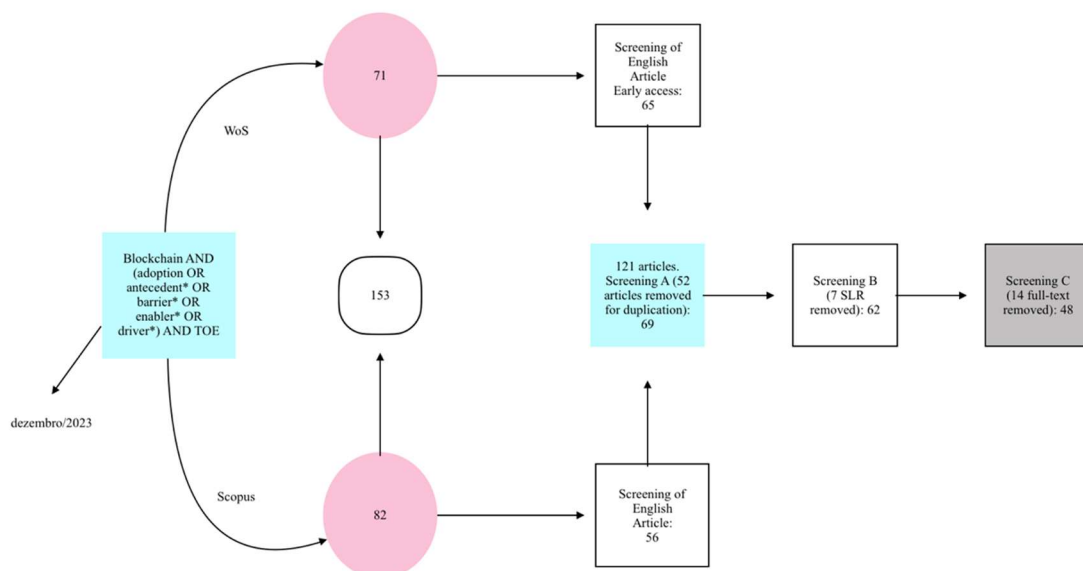 71
Screening of
English
Article
Early access:
65
WoS
Blockchain AND
(adoption OR
antecedent* OR
barrier* OR
enabler* OR
driver*) AND TOE
153
121 articles.
Screening A (52
articles removed
for duplication):
69
Screening B
(7 SLR
removed): 62
Screening C
(14 full-text
removed): 48
dezembro/2023
Scopus
82
Screening of
English
Article:
56